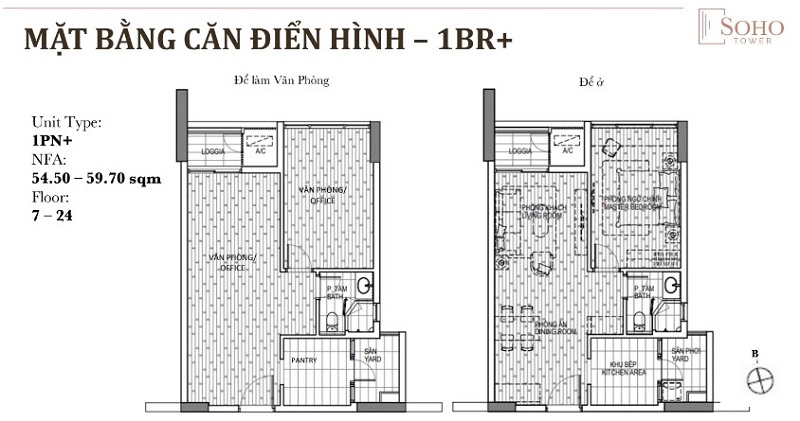 SOHO
TOWER
MẶT BẰNG CĂN ĐIỂN HÌNH – 1BR+
Để làm Văn Phòng
Để ở
Unit Type:
1PN+
NFA:
54.50 – 59.70 sqm
Floor:
7 – 24
LOGGIA
A/C
VĂN PHÒNG/
OFFICE
VĂN PHÒNG/
OFFICE
P. TẮM
BATH
PANTRY
SÂN
YARD
LOGGIA
A/C
PHÒNG KHÁCH
LIVING ROOM
PHÒNG NGỦ CHÍNH
MASTER BEDROOM
P. TẮM
BATH
PHÒNG ĂN
DINING ROOM
KHU BẾP
KITCHEN AREA
SÂN PHƠI
YARD
B